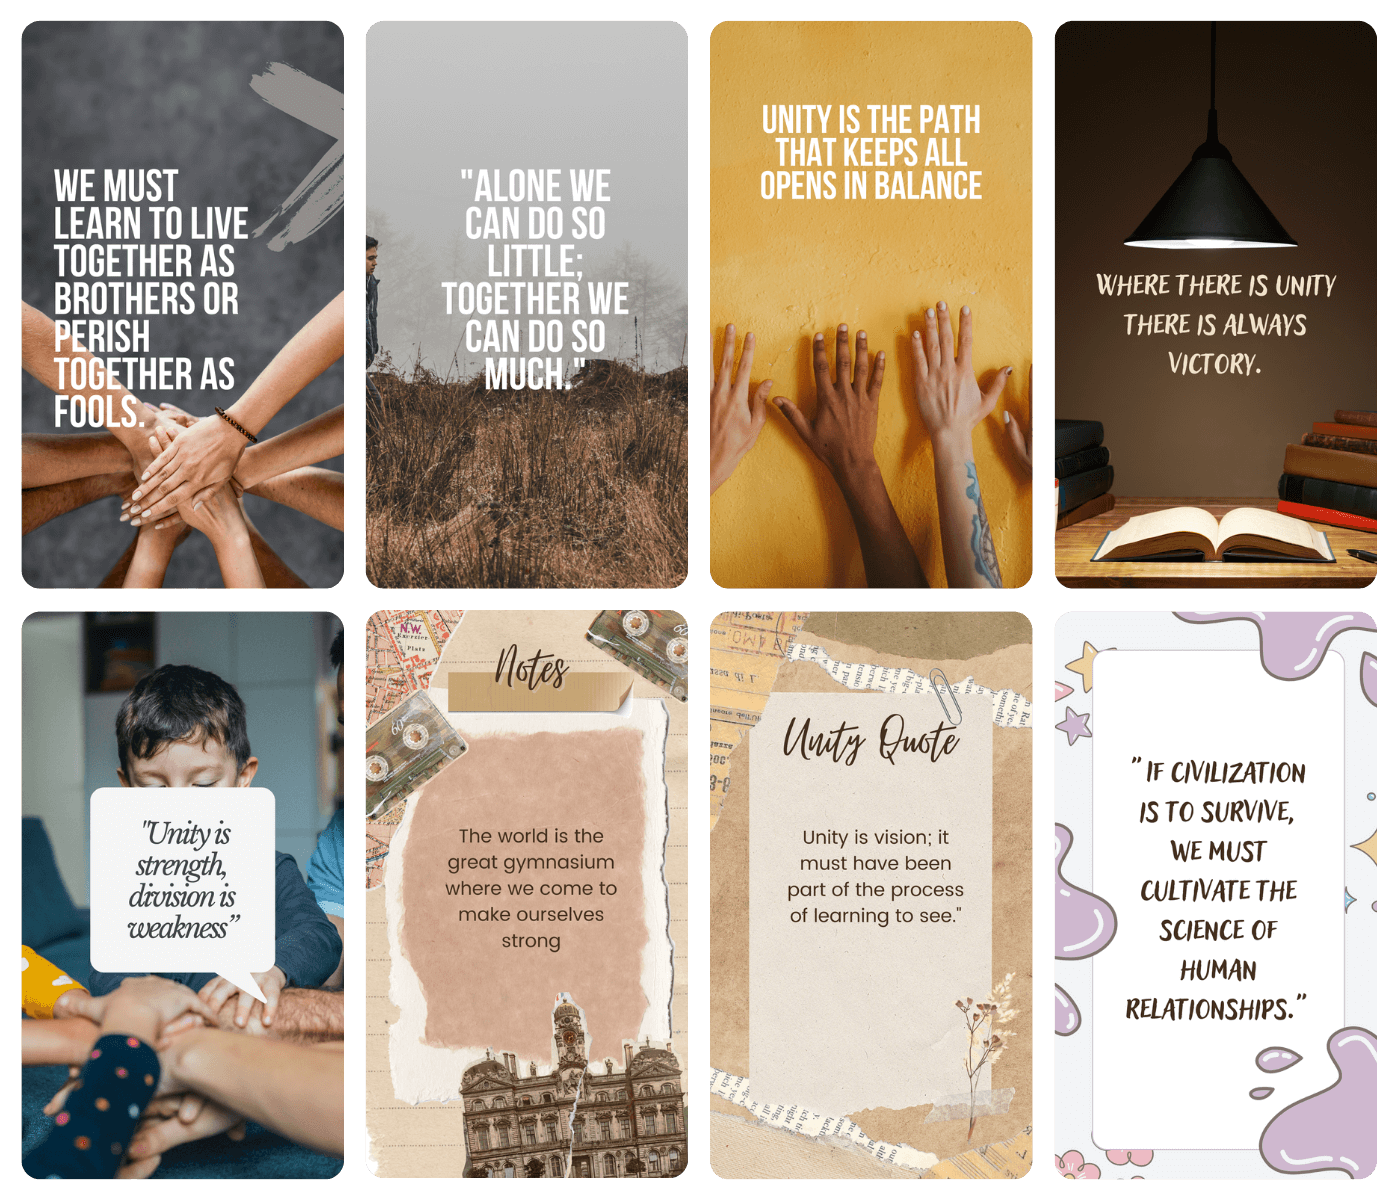 WE MUST
LEARN TO LIVE
TOGETHER AS
BROTHERS OR
PERISH
TOGETHER AS
FOOLS.
"ALONE WE
CAN DO SO
LITTLE;
TOGETHER WE
CAN DO SO
MUCH."
UNITY IS THE PATH
THAT KEEPS ALL
OPENS IN BALANCE
WHERE THERE IS UNITY
THERE IS ALWAYS
VICTORY.
"Unity is
strength,
division is
weakness”
N.W.
Plats
Notes
The world is the
great gymnasium
where we come to
make ourselves
strong
Unity Quote
Unity is vision; it
must have been
part of the process
of learning to see."
" IF CIVILIZATION
IS TO SURVIVE,
WE MUST
CULTIVATE THE
SCIENCE OF
HUMAN
RELATIONSHIPS."